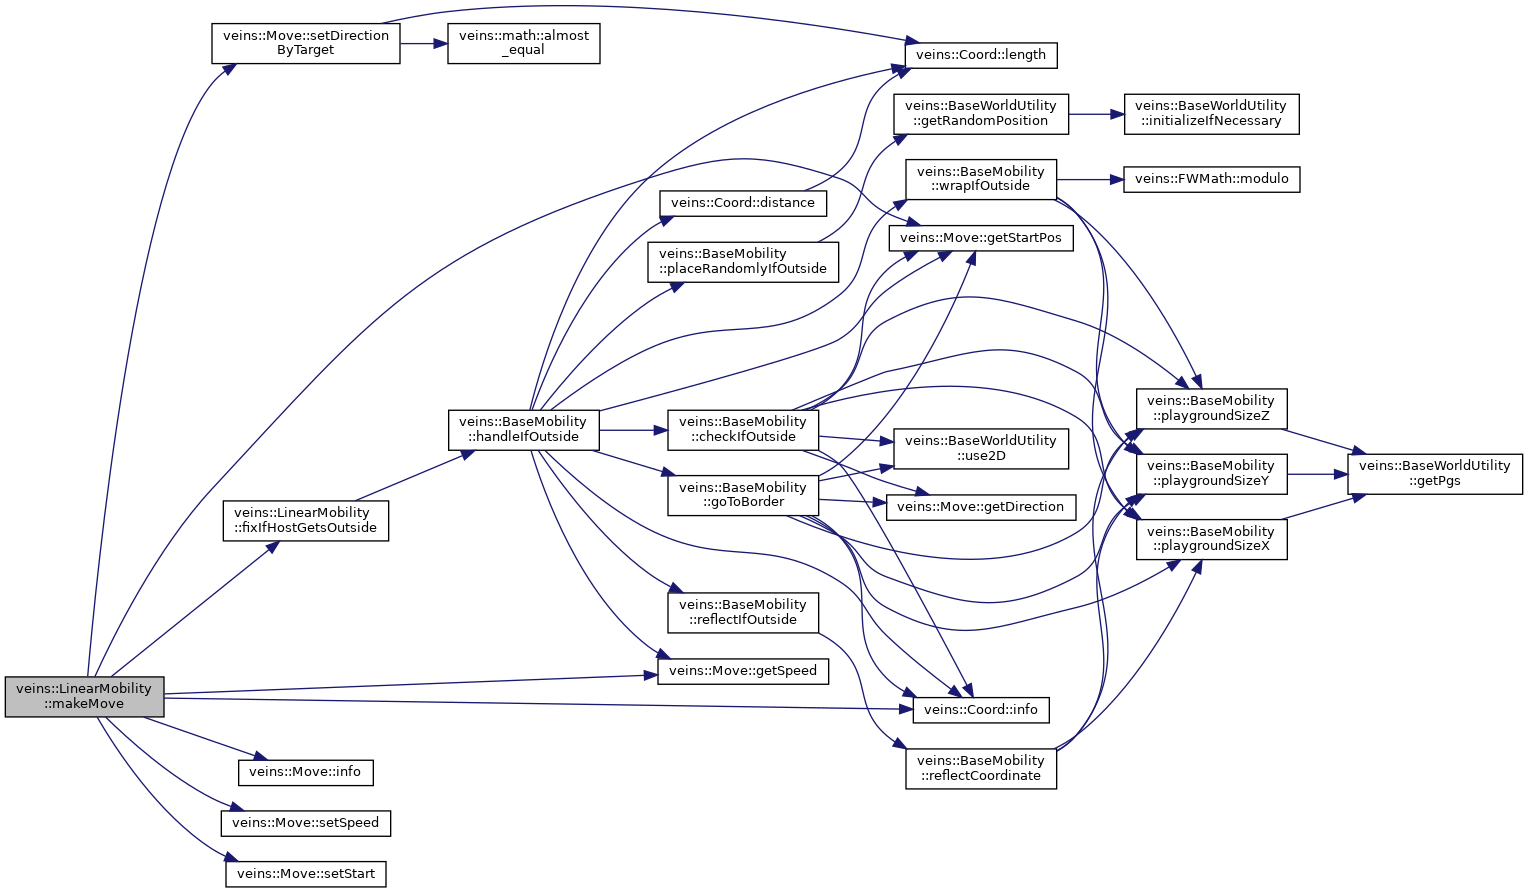 veins::Move::setDirection
ByTarget
veins::math::almost
_equal
veins::Coord::length
veins::BaseWorldUtility
::getRandomPosition
veins::BaseWorldUtility
::initializeIfNecessary
veins::BaseMobility
::wrapIfOutside
veins::FWMath::modulo
veins::Coord::distance
veins::Move::getStartPos
veins::BaseMobility
::placeRandomlyIfOutside
veins::BaseMobility
::handleIfOutside
veins::BaseMobility
::checkIfOutside
veins::BaseWorldUtility
::use2D
veins::BaseMobility
::playgroundSizeZ
veins::BaseMobility
::goToBorder
veins::Move::getDirection
veins::BaseMobility
::playgroundSizeY
veins::BaseWorldUtility
::getPgs
veins::LinearMobility
::fixIfHostGetsOutside
veins::BaseMobility
::playgroundSizeX
veins::BaseMobility
::reflectIfOutside
veins::Move::getSpeed
veins::LinearMobility
::makeMove
veins::Coord::info
veins::BaseMobility
::reflectCoordinate
veins::Move::info
veins::Move::setSpeed
veins::Move::setStart